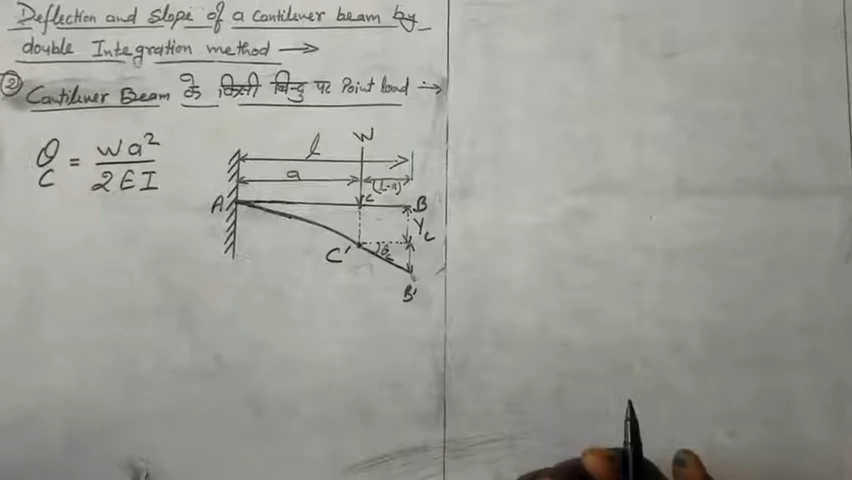 Deflection and Slope of a Cantilever beam by
double Integration method →
② Cantilever Beam के किसी बिन्दु पर Point load →
θc = Wa²/2EI
W
l
a
(l-a)
A
C
B
Yc
C'
θc
B'